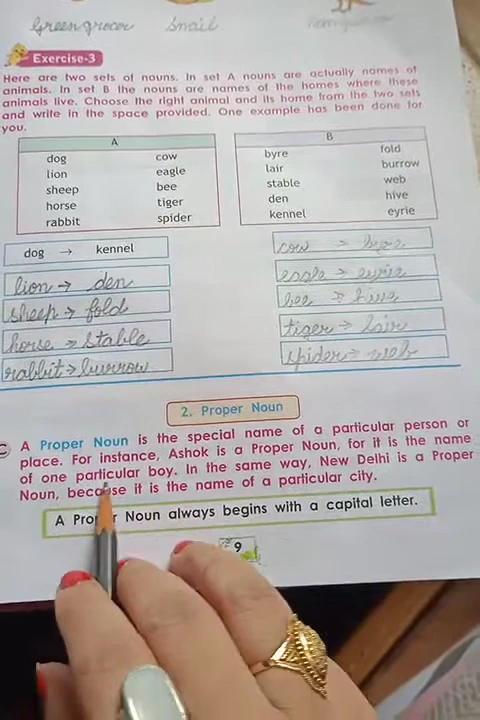 Green grocer Snail
Exercise-3
Here are two sets of nouns. In set A nouns are actually names of
animals. In set B the nouns are names of the homes where these
animals live. Choose the right animal and its home from the two sets
and write in the space provided. One example has been done for
you.
A
dog cow
lion eagle
sheep bee
horse tiger
rabbit spider
B
byre fold
lair burrow
stable web
den hive
kennel eyrie
dog → kennel
lion → den
sheep → fold
horse → stable
rabbit → burrow
cow → byre
eagle → eyrie
bee → hive
tiger → lair
spider → web
2. Proper Noun
A Proper Noun is the special name of a particular person or
place. For instance, Ashok is a Proper Noun, for it is the name
of one particular boy. In the same way, New Delhi is a Proper
Noun, because it is the name of a particular city.
A Proper Noun always begins with a capital letter.
9